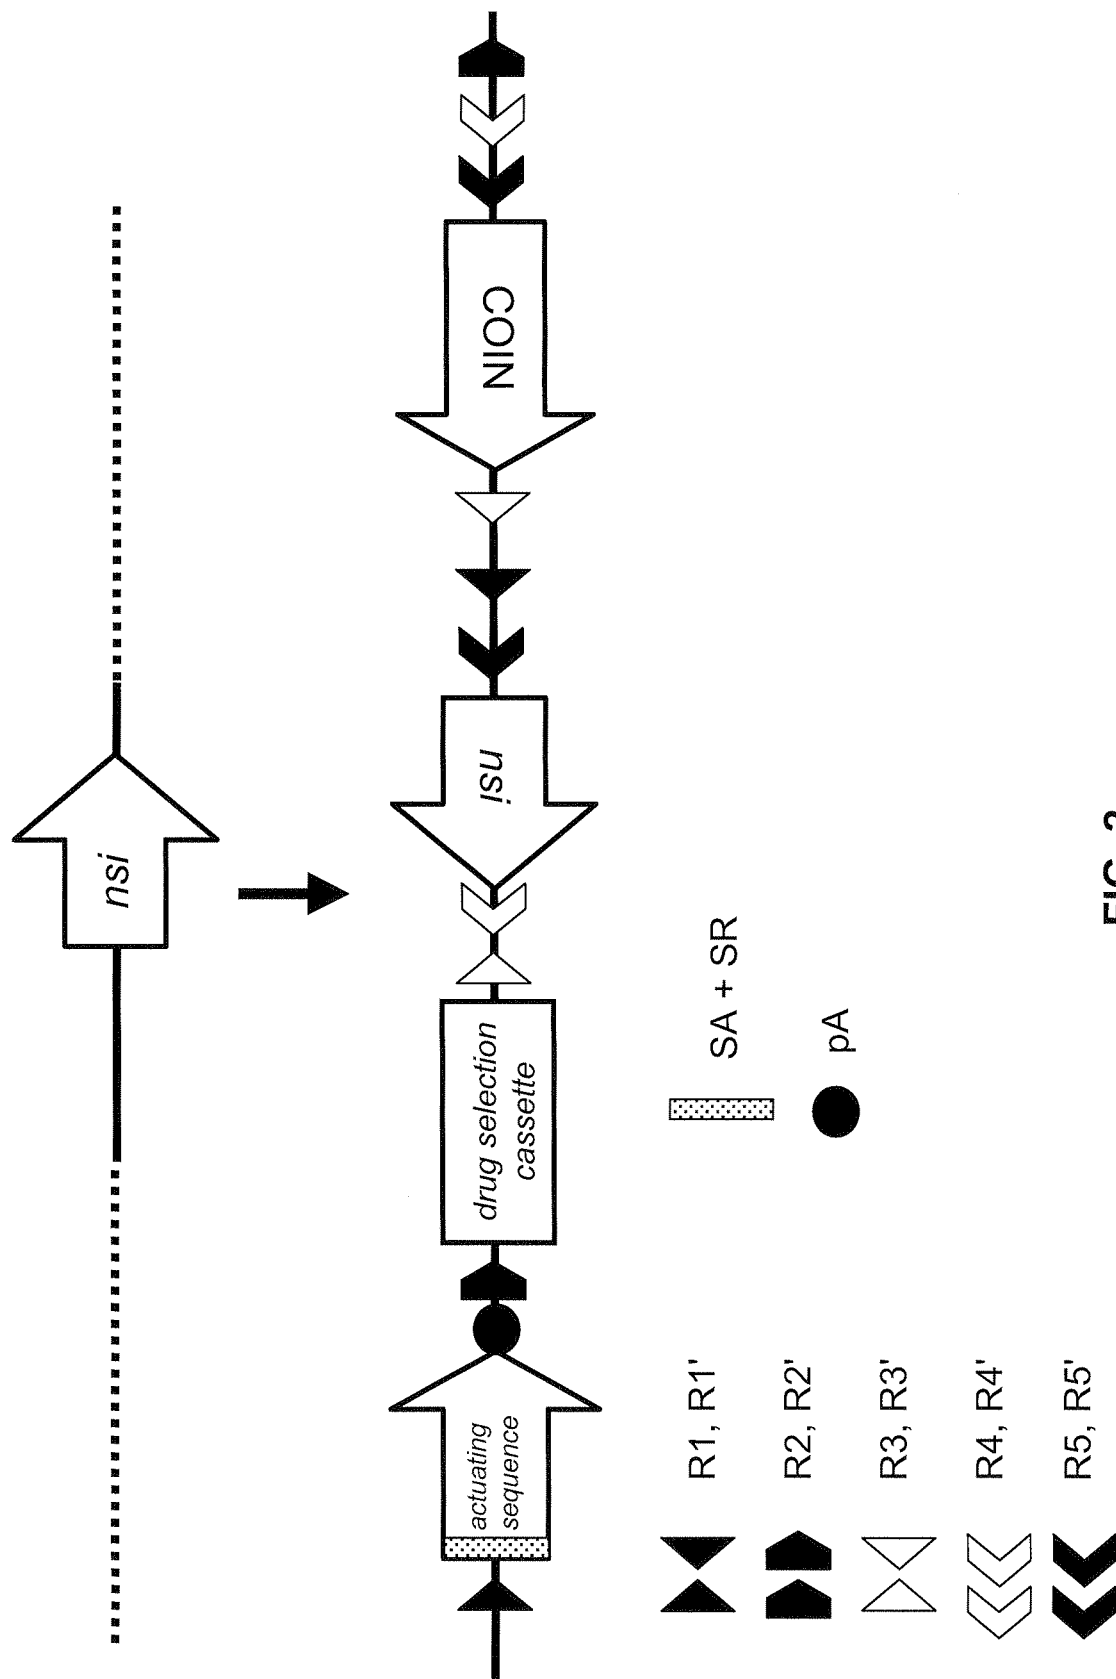 nsi
actuating
sequence
drug selection
cassette
nsi
COIN
R1, R1'
R2, R2'
R3, R3'
R4, R4'
R5, R5'
SA + SR
pA
FIG.